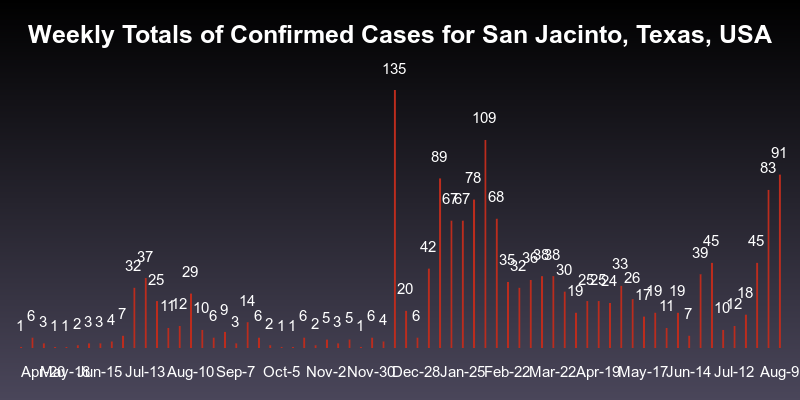 Weekly Totals of Confirmed Cases for San Jacinto, Texas, USA
1 6 3 1 1 2 3 3 4 7 32 37 25 11 12 29 10 6 9 3 14 6 2 1 1 6 2 5 3 5 1 6 4 135 20 6 42 89 67 67 78 109 68 35 32 36 38 38 30 19 25 25 24 33 26 17 19 11 19 7 39 45 10 12 18 45 83 91
Apr-20 May-18 Jun-15 Jul-13 Aug-10 Sep-7 Oct-5 Nov-2 Nov-30 Dec-28 Jan-25 Feb-22 Mar-22 Apr-19 May-17 Jun-14 Jul-12 Aug-9